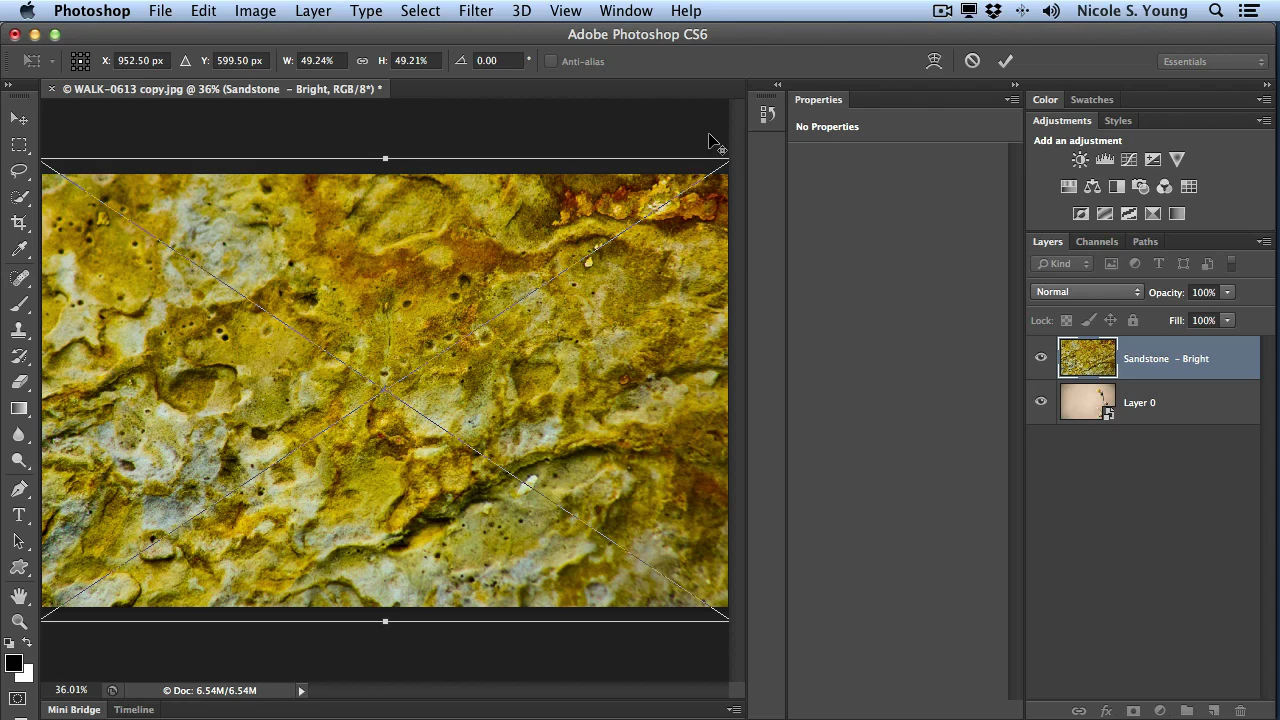 Photoshop File Edit Image Layer Type Select Filter 3D View Window Help Nicole S. Young
Adobe Photoshop CS6
X: 952.50 px Y: 599.50 px W: 49.24% H: 49.21% 0.00 ° Anti-alias Essentials
× © WALK-0613 copy.jpg @ 36% (Sandstone - Bright, RGB/8*) *
Properties
No Properties
Color Swatches
Adjustments Styles
Add an adjustment
Layers Channels Paths
Kind
Normal Opacity: 100%
Lock: Fill: 100%
Sandstone - Bright
Layer 0
36.01% © Doc: 6.54M/6.54M
Mini Bridge Timeline